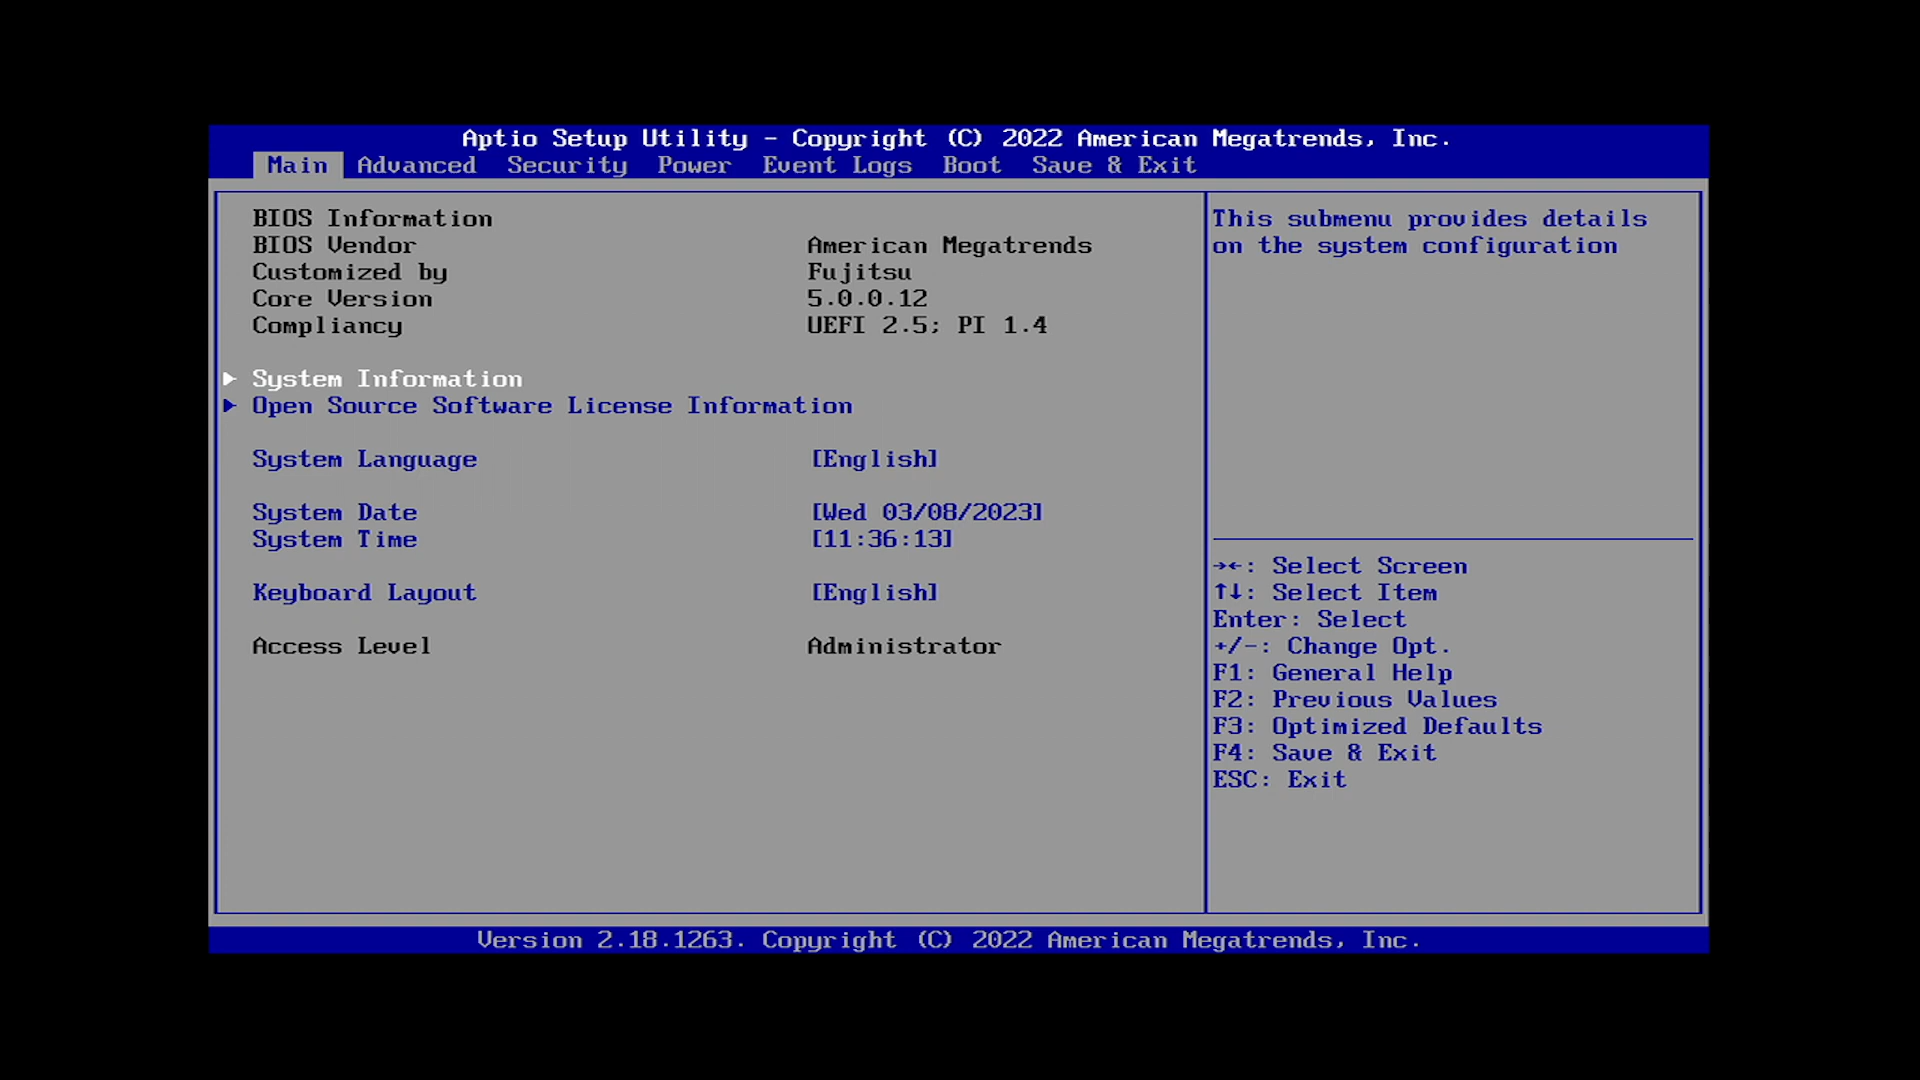 Aptio Setup Utility - Copyright (C) 2022 American Megatrends, Inc.
Main Advanced Security Power Event Logs Boot Save & Exit
BIOS Information
BIOS Vendor American Megatrends
Customized by Fujitsu
Core Version 5.0.0.12
Compliancy UEFI 2.5; PI 1.4
► System Information
► Open Source Software License Information
System Language [English]
System Date [Wed 03/08/2023]
System Time [11:36:13]
Keyboard Layout [English]
Access Level Administrator
This submenu provides details
on the system configuration
→←: Select Screen
↑↓: Select Item
Enter: Select
+/-: Change Opt.
F1: General Help
F2: Previous Values
F3: Optimized Defaults
F4: Save & Exit
ESC: Exit
Version 2.18.1263. Copyright (C) 2022 American Megatrends, Inc.